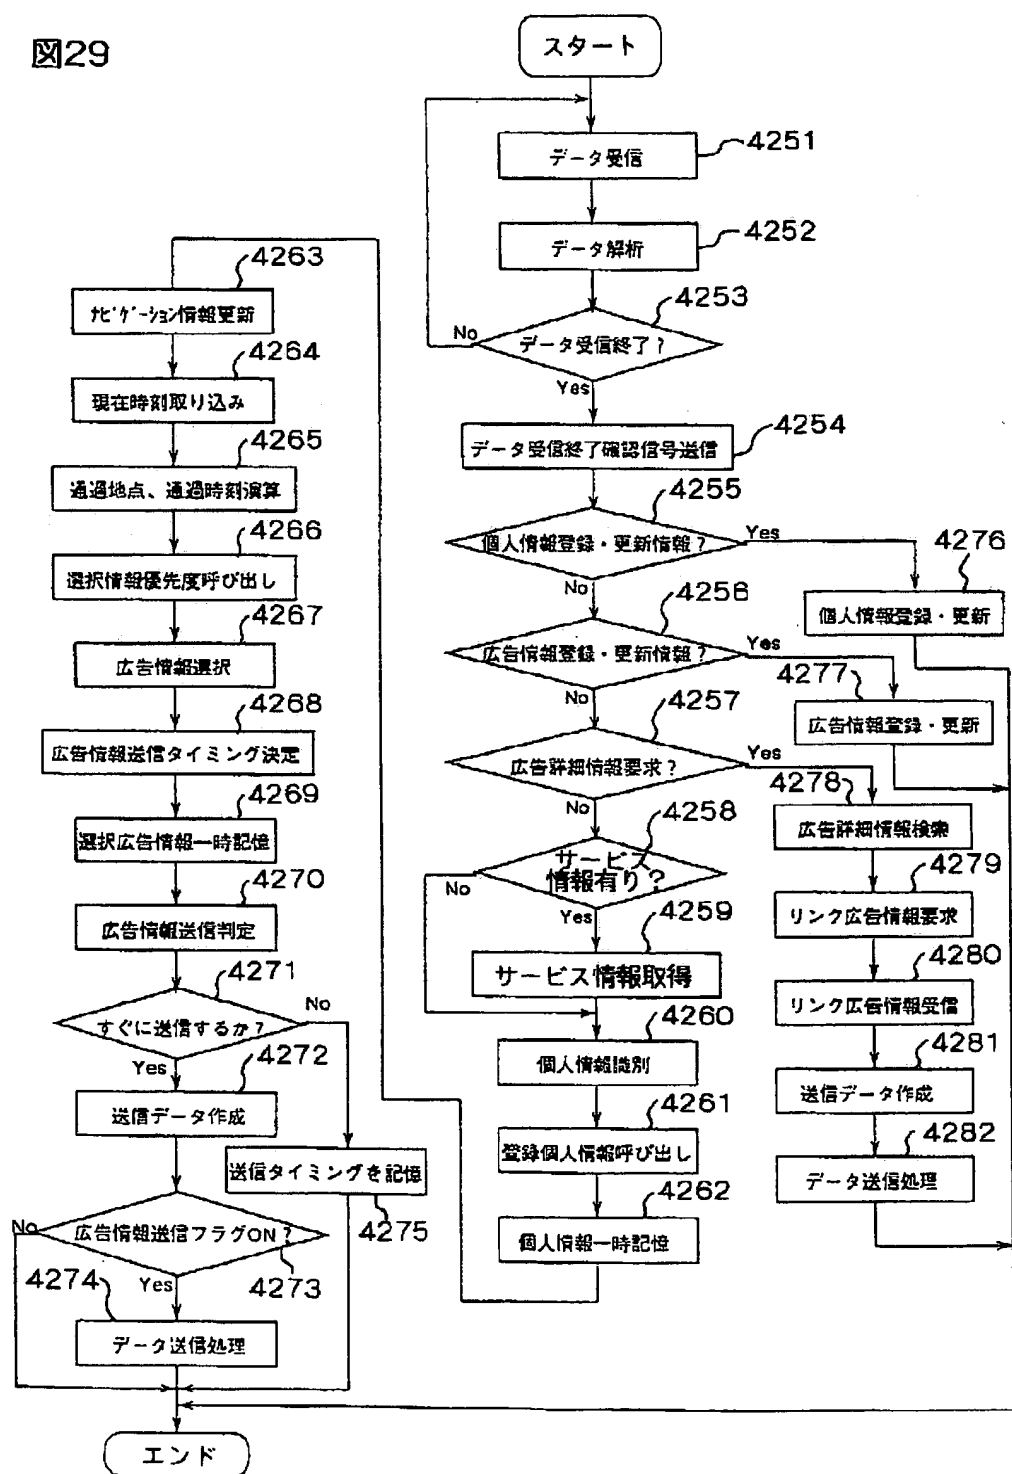 図29
スタート
4251
データ受信
4252
データ解析
4253
データ受信終了？
No
Yes
4254
データ受信終了確認信号送信
4255
個人情報登録・更新情報？
Yes
No
4276
個人情報登録・更新
4256
広告情報登録・更新情報？
Yes
No
4277
広告情報登録・更新
4257
広告詳細情報要求？
Yes
No
4278
広告詳細情報検索
4279
リンク広告情報要求
4280
リンク広告情報受信
4281
送信データ作成
4282
データ送信処理
4258
サービス
情報有り？
No
Yes
4259
サービス情報取得
4260
個人情報識別
4261
登録個人情報呼び出し
4262
個人情報一時記憶
4263
ﾅﾋﾞｹﾞｰｼｮﾝ情報更新
4264
現在時刻取り込み
4265
通過地点、通過時刻演算
4266
選択情報優先度呼び出し
4267
広告情報選択
4268
広告情報送信タイミング決定
4269
選択広告情報一時記憶
4270
広告情報送信判定
4271
すぐに送信するか？
No
Yes
4272
送信データ作成
送信タイミングを記憶
4275
広告情報送信フラグON？
No
4273
Yes
4274
データ送信処理
エンド